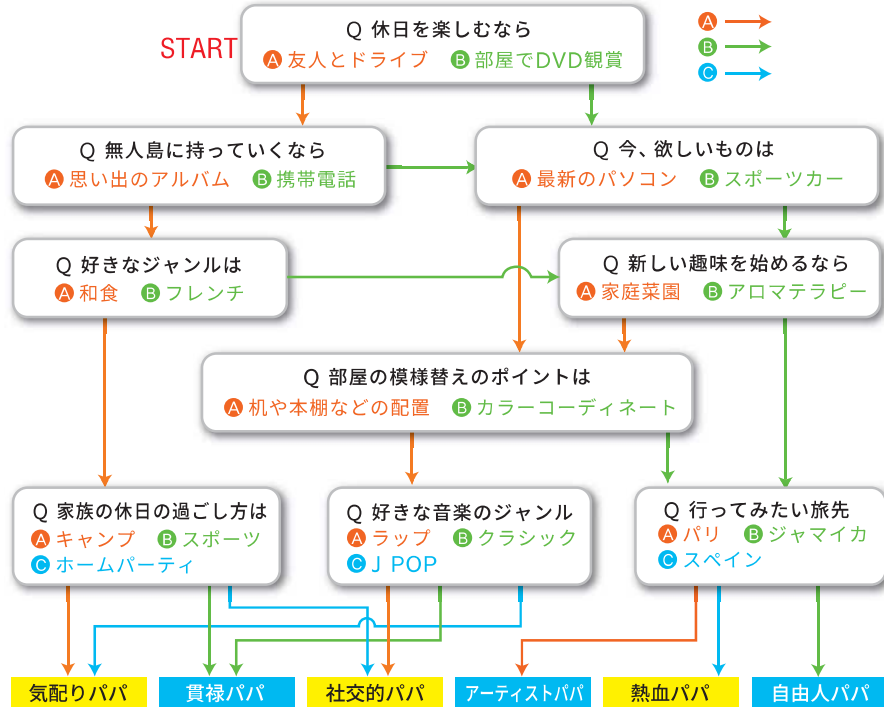 START
Q 休日を楽しむなら
A 友人とドライブ B 部屋でDVD観賞
A
B
C
Q 無人島に持っていくなら
A 思い出のアルバム B 携帯電話
Q 今、欲しいものは
A 最新のパソコン B スポーツカー
Q 好きなジャンルは
A 和食 B フレンチ
Q 新しい趣味を始めるなら
A 家庭菜園 B アロマテラピー
Q 部屋の模様替えのポイントは
A 机や本棚などの配置 B カラーコーディネート
Q 家族の休日の過ごし方は
A キャンプ B スポーツ
C ホームパーティ
Q 好きな音楽のジャンル
A ラップ B クラシック
C J POP
Q 行ってみたい旅先
A パリ B ジャマイカ
C スペイン
気配りパパ
貫禄パパ
社交的パパ
アーティストパパ
熱血パパ
自由人パパ